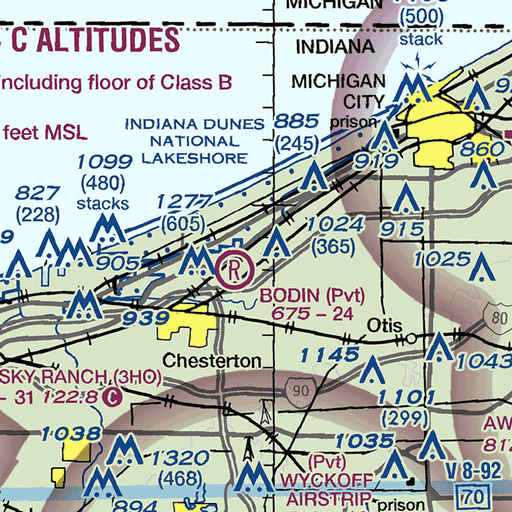 MICHIGAN
(500)
stack
C ALTITUDES
INDIANA
including floor of Class B
MICHIGAN
CITY
prison
feet MSL
INDIANA DUNES
NATIONAL
LAKESHORE
885
(245)
919
860
1099
(480)
stacks
827
(228)
1277
(605)
905
1024
(365)
915
1025
9
R
BODIN (Pvt)
675 - 24
939
80
Otis
Chesterton
1145
1043
SKY RANCH (3HO)
- 31 122.8 C
90
1101
(299)
1038
1320
(468)
1035
AW
812
(Pvt)
WYCKOFF
AIRSTRIP
V 8-92
70
894
prison